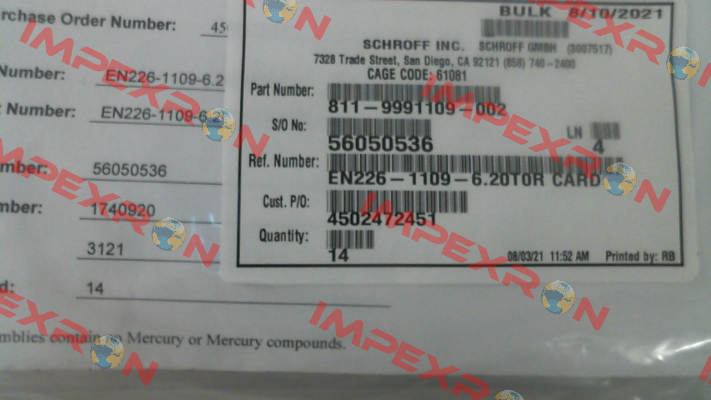 BULK 8/10/2021
SCHROFF INC. SCHROFF GMBH (3007517)
7328 Trade Street, San Diego, CA 92121 (858) 740-2400
CAGE CODE: 61081
Part Number:
811-9991109-002
S/O No:
56050536
LN
4
Ref. Number:
EN226-1109-6.20T0R CARD
Cust. P/O:
4502472451
Quantity:
14
08/03/21 11:52 AM Printed by: RB
rchase Order Number: 45
Number: EN226-1109-6.2
Number: EN226-1109-6.2
mber: 56050536
mber: 1740920
3121
d: 14
mblies contain no Mercury or Mercury compounds.
IMPEXRON